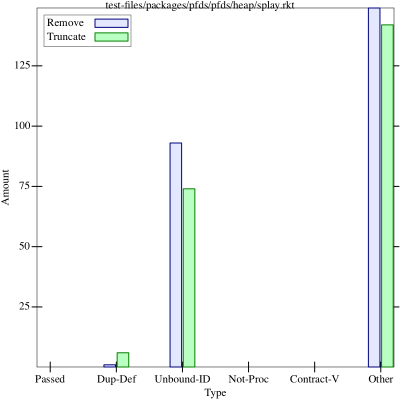 test-files/packages/pfds/pfds/heap/splay.rkt
Remove
Truncate
125
100
75
50
25
Amount
Passed Dup-Def Unbound-ID Not-Proc Contract-V Other
Type